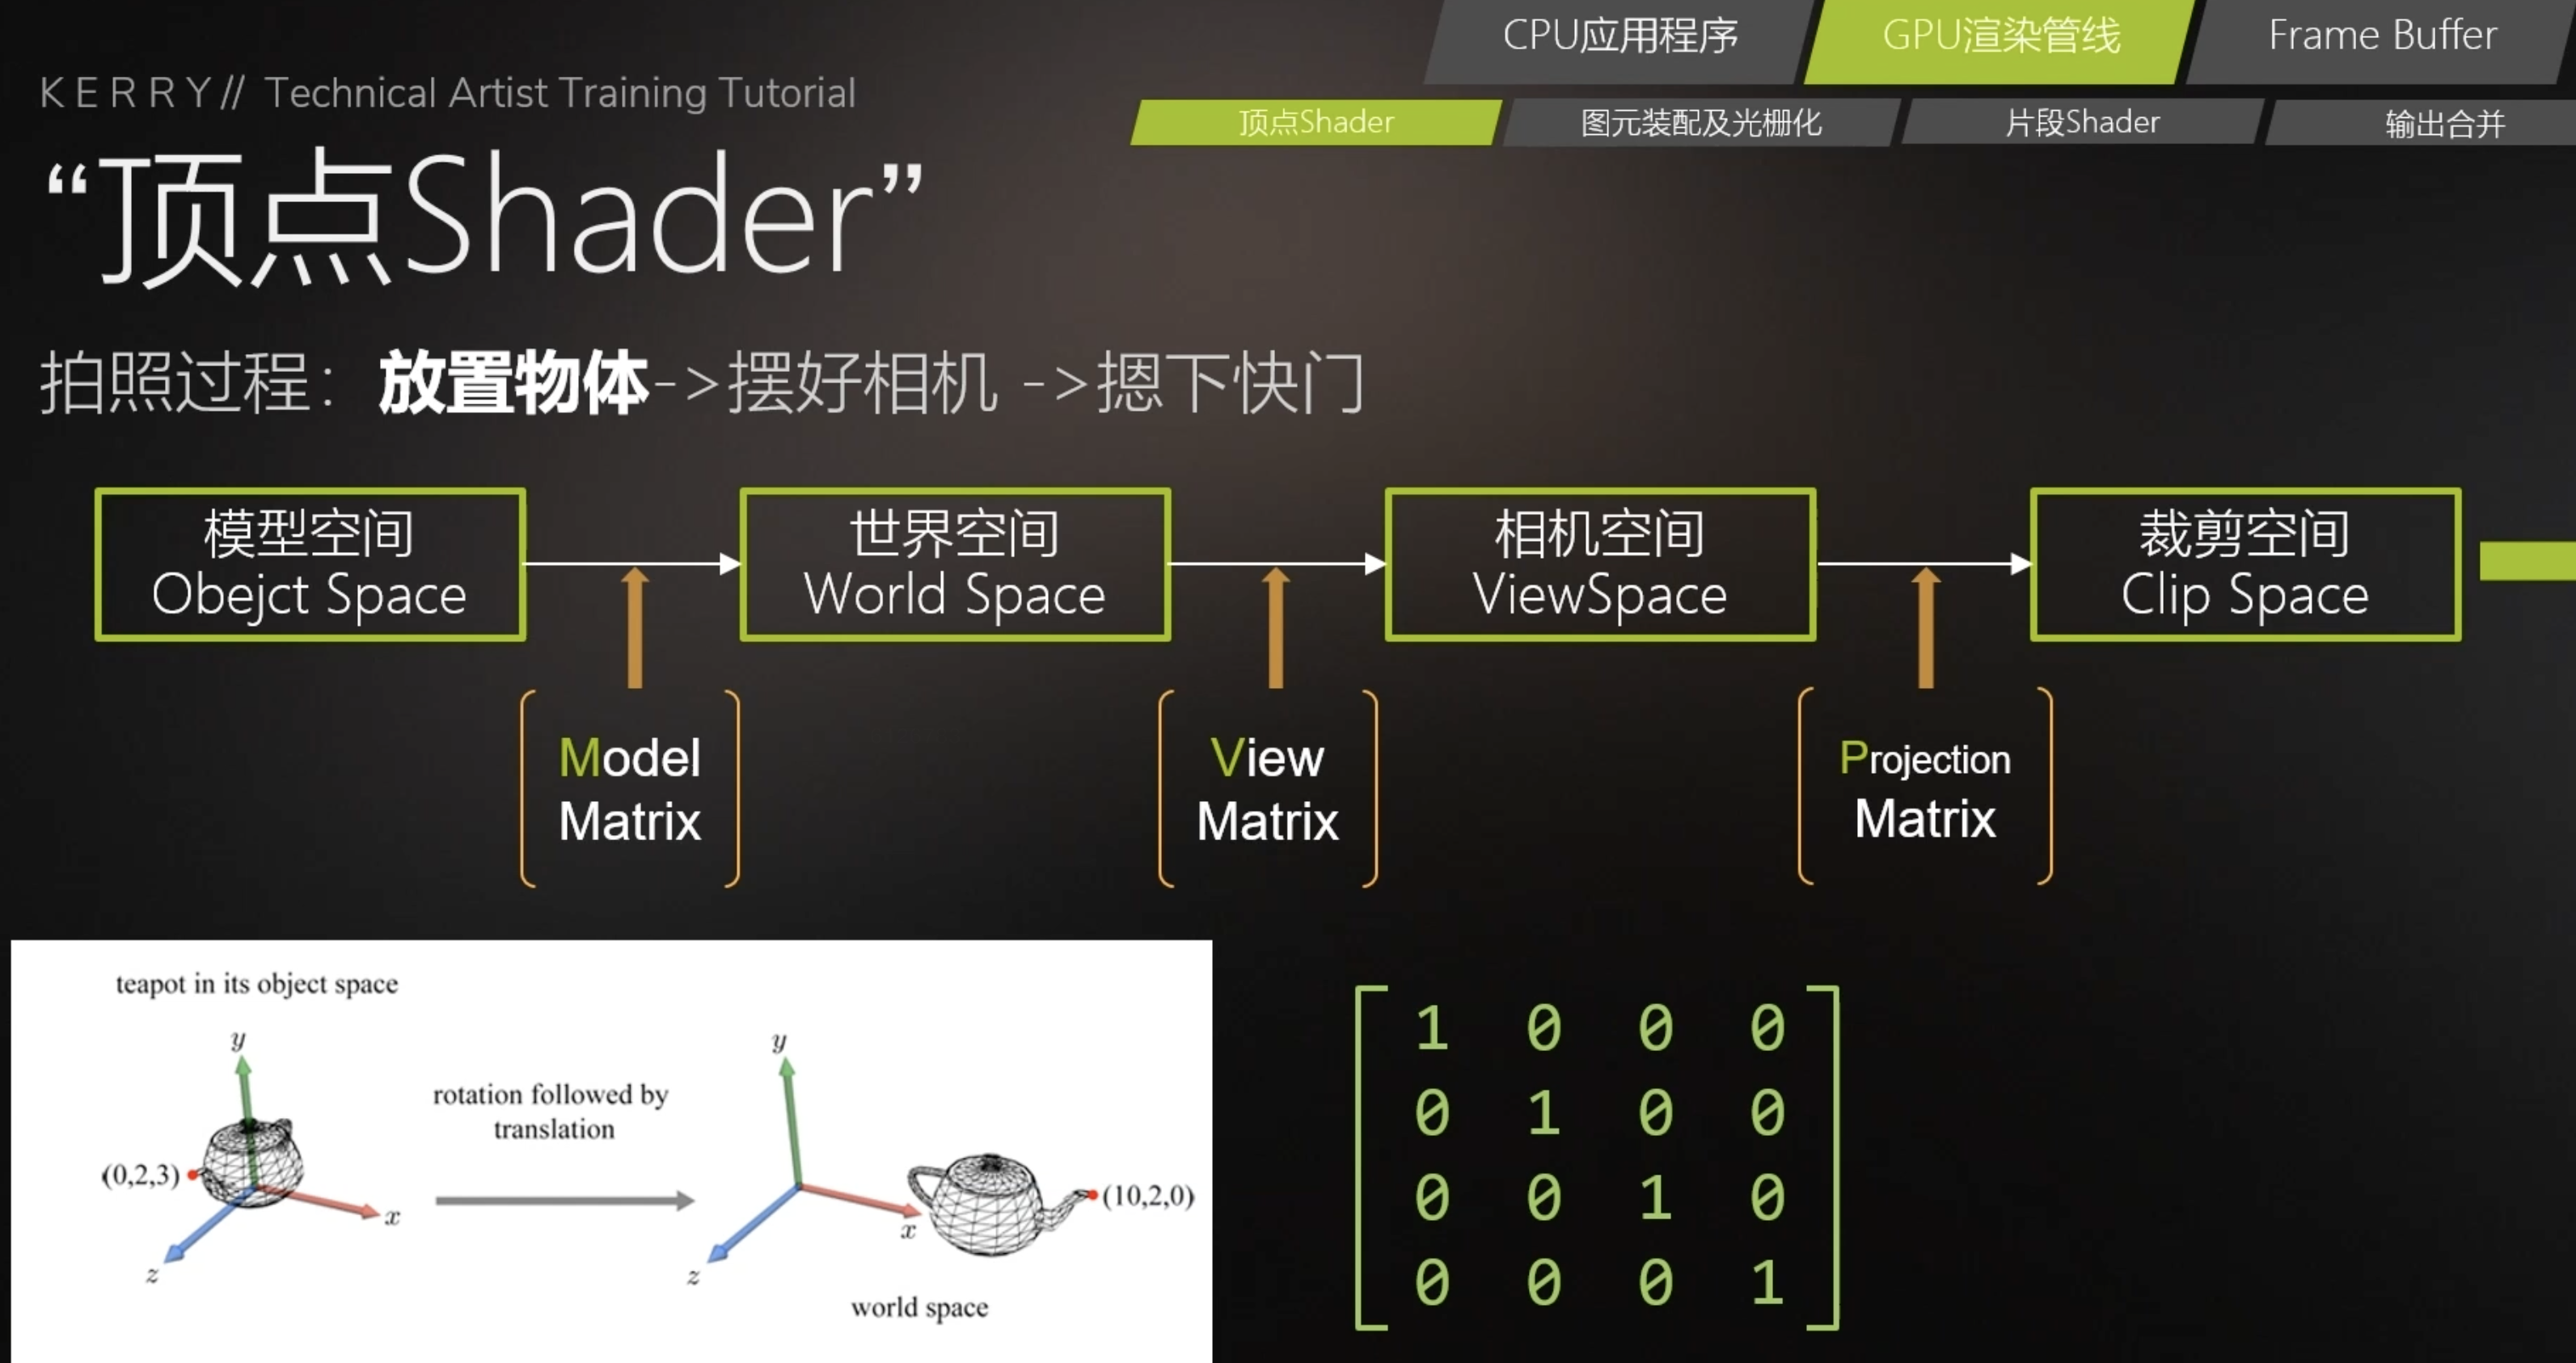 CPU应用程序
GPU渲染管线
Frame Buffer
KERRY// Technical Artist Training Tutorial
顶点Shader
图元装配及光栅化
片段Shader
输出合并
“顶点Shader”
拍照过程：放置物体->摆好相机 ->摁下快门
模型空间
Obejct Space
世界空间
World Space
相机空间
ViewSpace
裁剪空间
Clip Space
Model
Matrix
View
Matrix
Projection
Matrix
teapot in its object space
y
(0,2,3)
x
z
rotation followed by
translation
y
x
z
(10,2,0)
world space
1 0 0 0
0 1 0 0
0 0 1 0
0 0 0 1